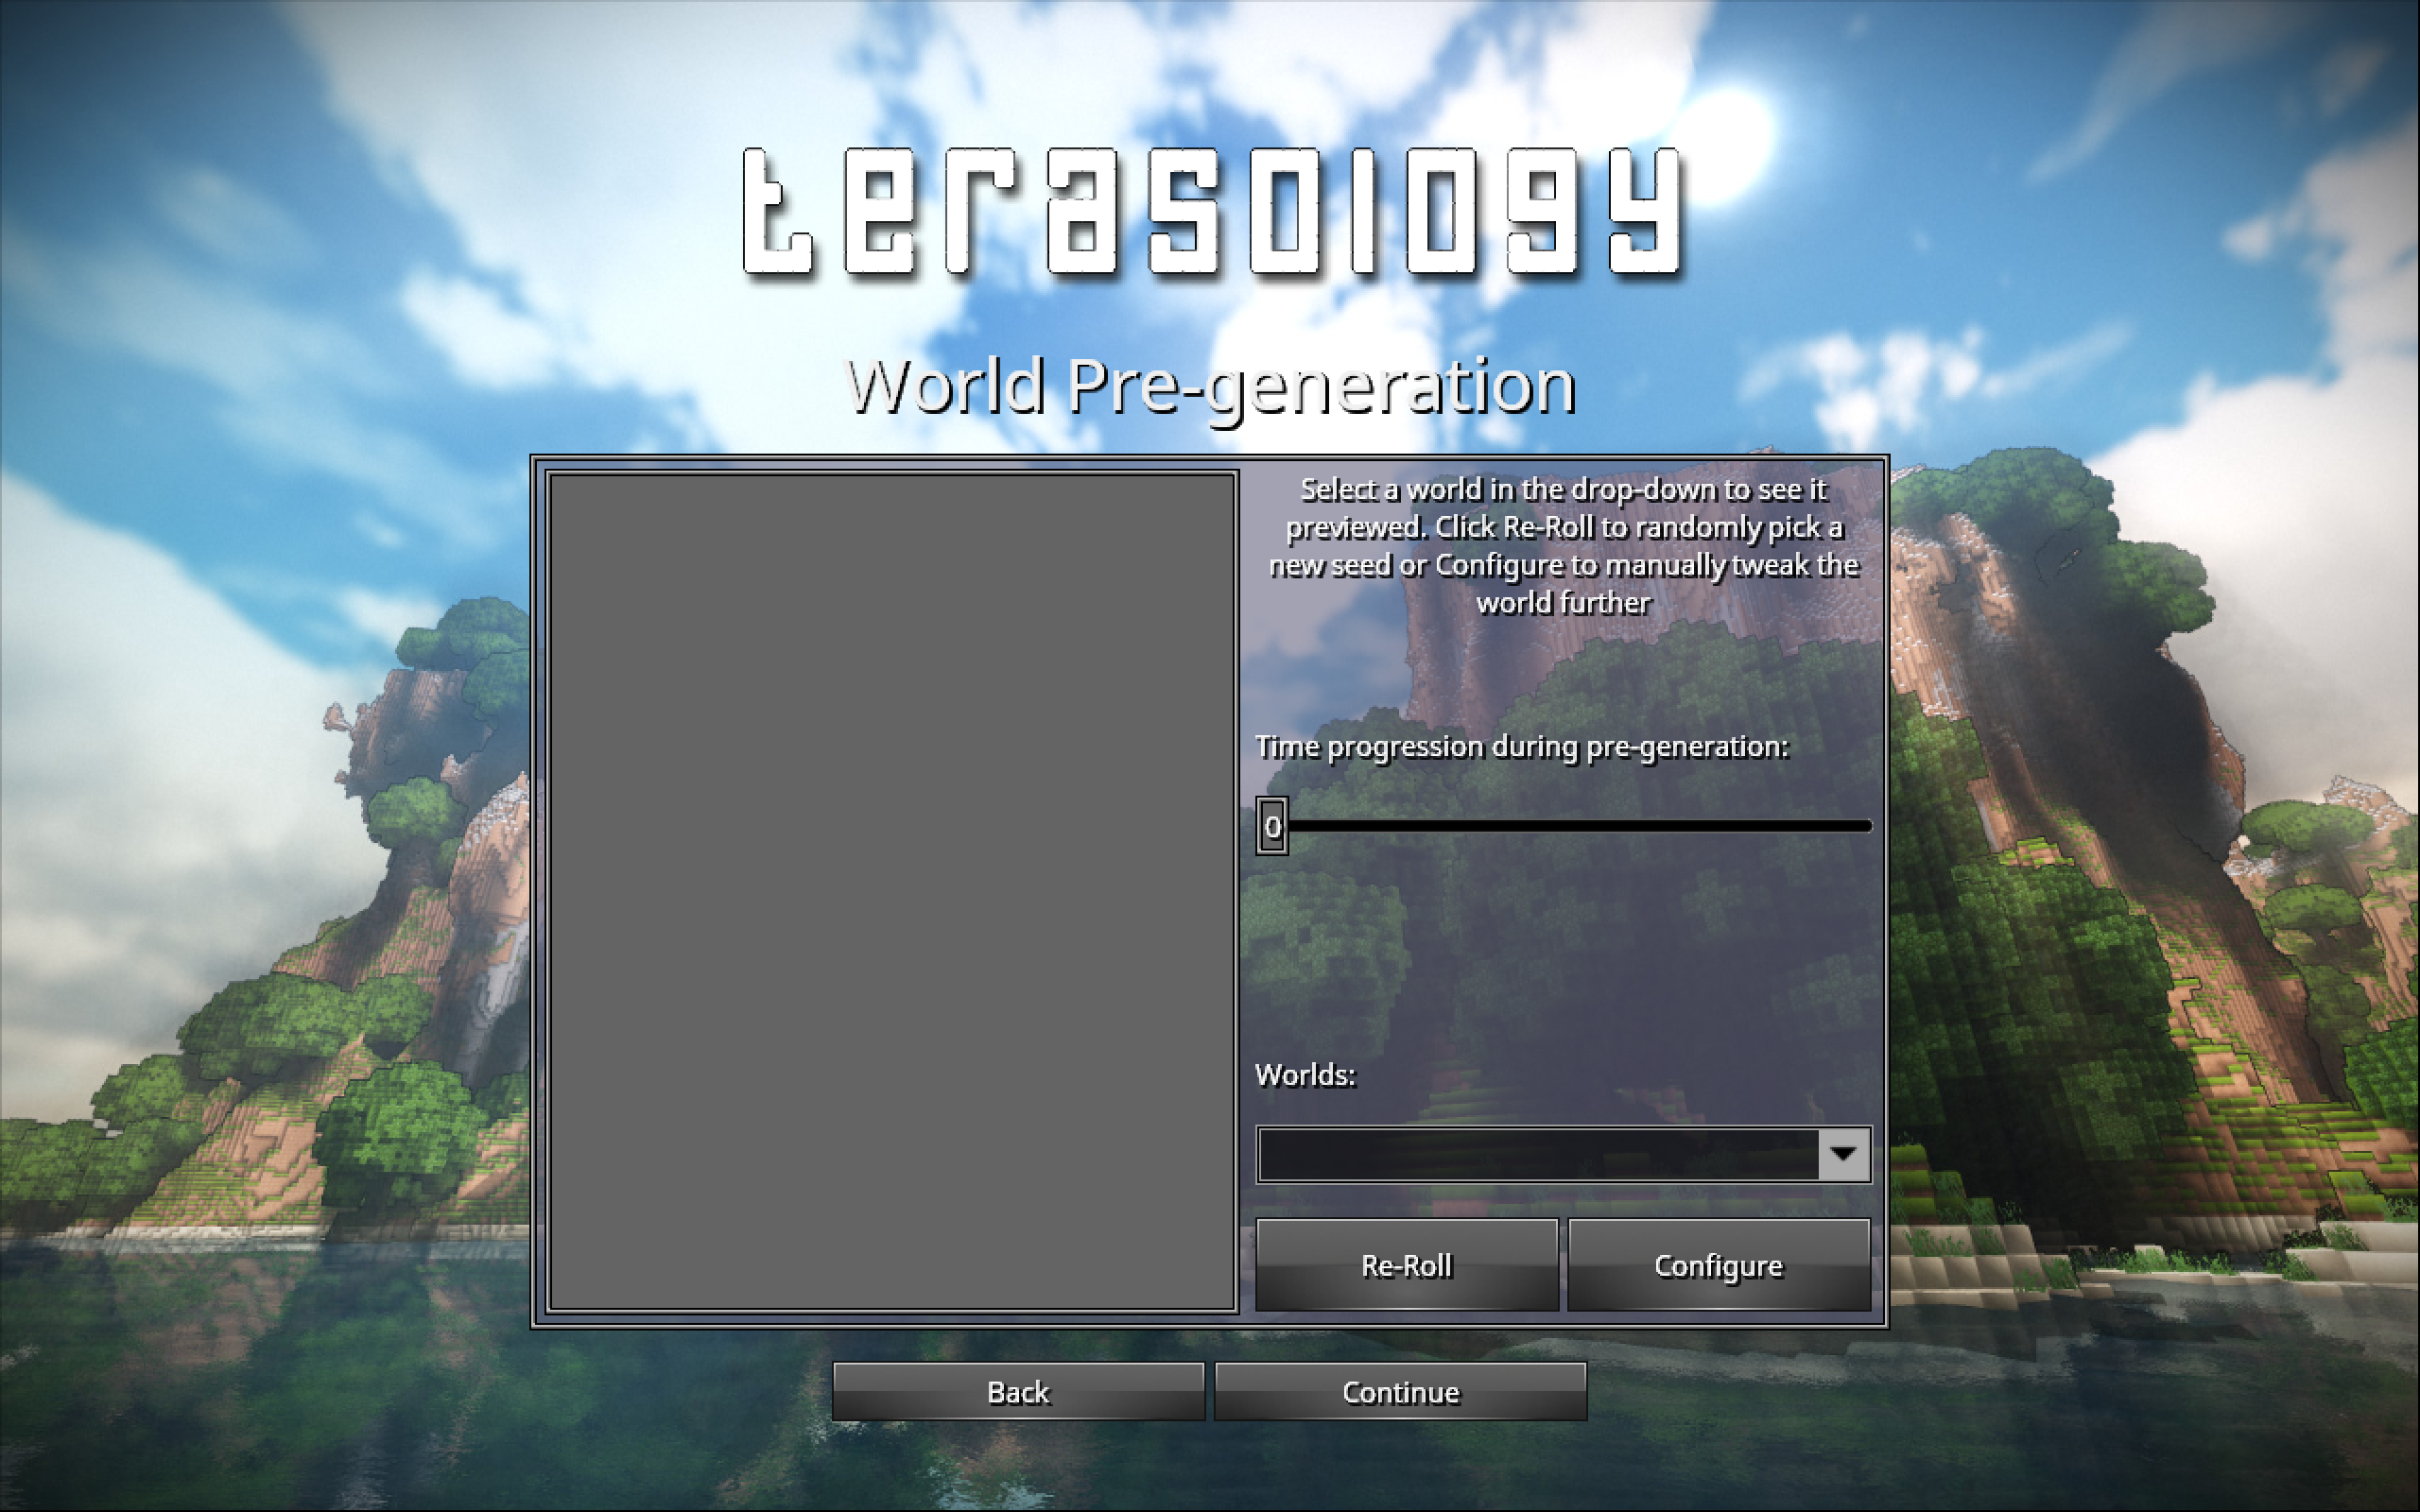 terasology
World Pre-generation
Select a world in the drop-down to see it
previewed. Click Re-Roll to randomly pick a
new seed or Configure to manually tweak the
world further
Time progression during pre-generation:
0
Worlds:
Re-Roll
Configure
Back
Continue